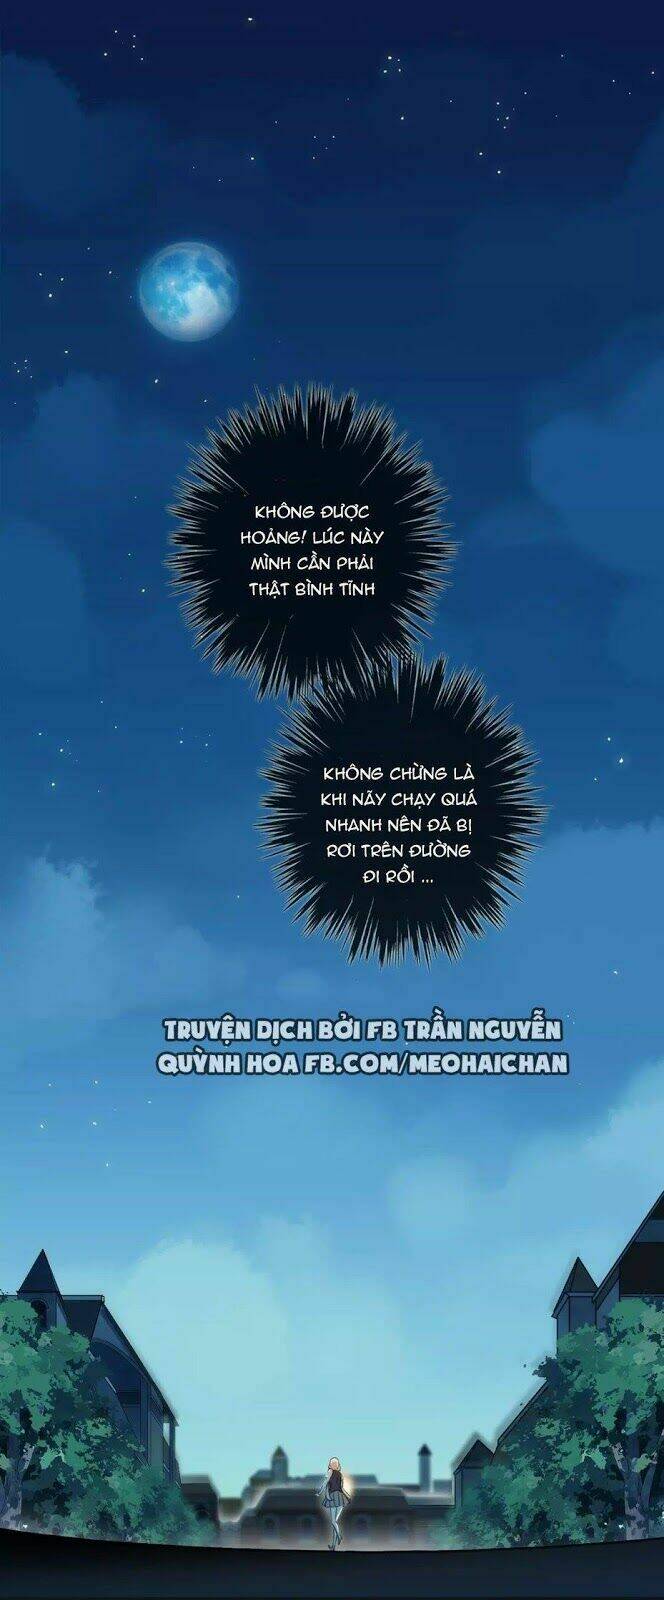 KHÔNG ĐƯỢC
HOẢNG! LÚC NÀY
MÌNH CẦN PHẢI
THẬT BÌNH TĨNH
KHÔNG CHỪNG LÀ
KHI NÃY CHẠY QUÁ
NHANH NÊN ĐÃ BỊ
RƠI TRÊN ĐƯỜNG
ĐI RỒI ...
TRUYỆN DỊCH BỞI FB TRẦN NGUYỄN
QUỲNH HOA FB.COM/MEOHAICHAN